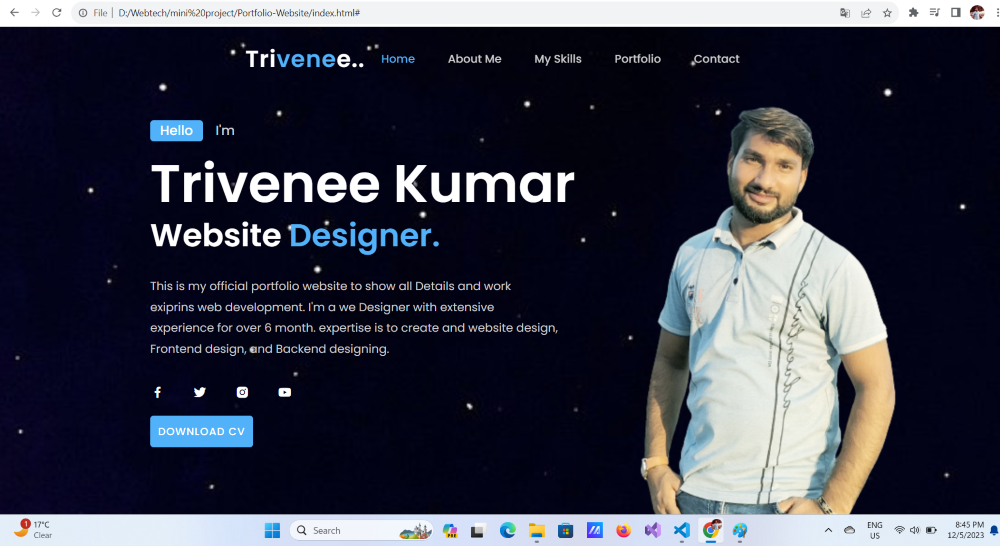 File D:/Webtech/mini%20project/Portfolio-Website/index.html#
Trivenee.. Home About Me My Skills Portfolio Contact
Hello I'm
Trivenee Kumar
Website Designer.
This is my official portfolio website to show all Details and work
exiprins web development. I'm a we Designer with extensive
experience for over 6 month. expertise is to create and website design,
Frontend design, and Backend designing.
DOWNLOAD CV
1 17°C
Clear
Search
PRE
ENG
US
8:45 PM
12/5/2023